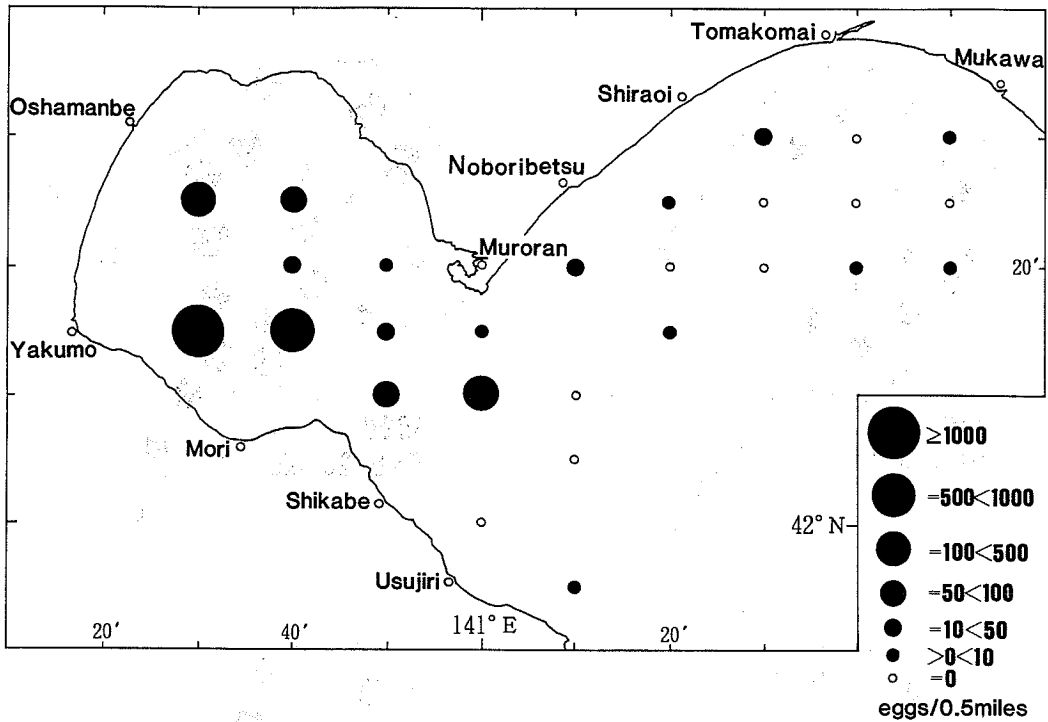 Tomakomai
Mukawa
Shiraoi
Oshamanbe
Noboribetsu
Muroran
20′
Yakumo
Mori
Shikabe
42° N
Usujiri
20′
40′
141° E
20′
≥1000
=500<1000
=100<500
=50<100
=10<50
>0<10
=0
eggs/0.5miles